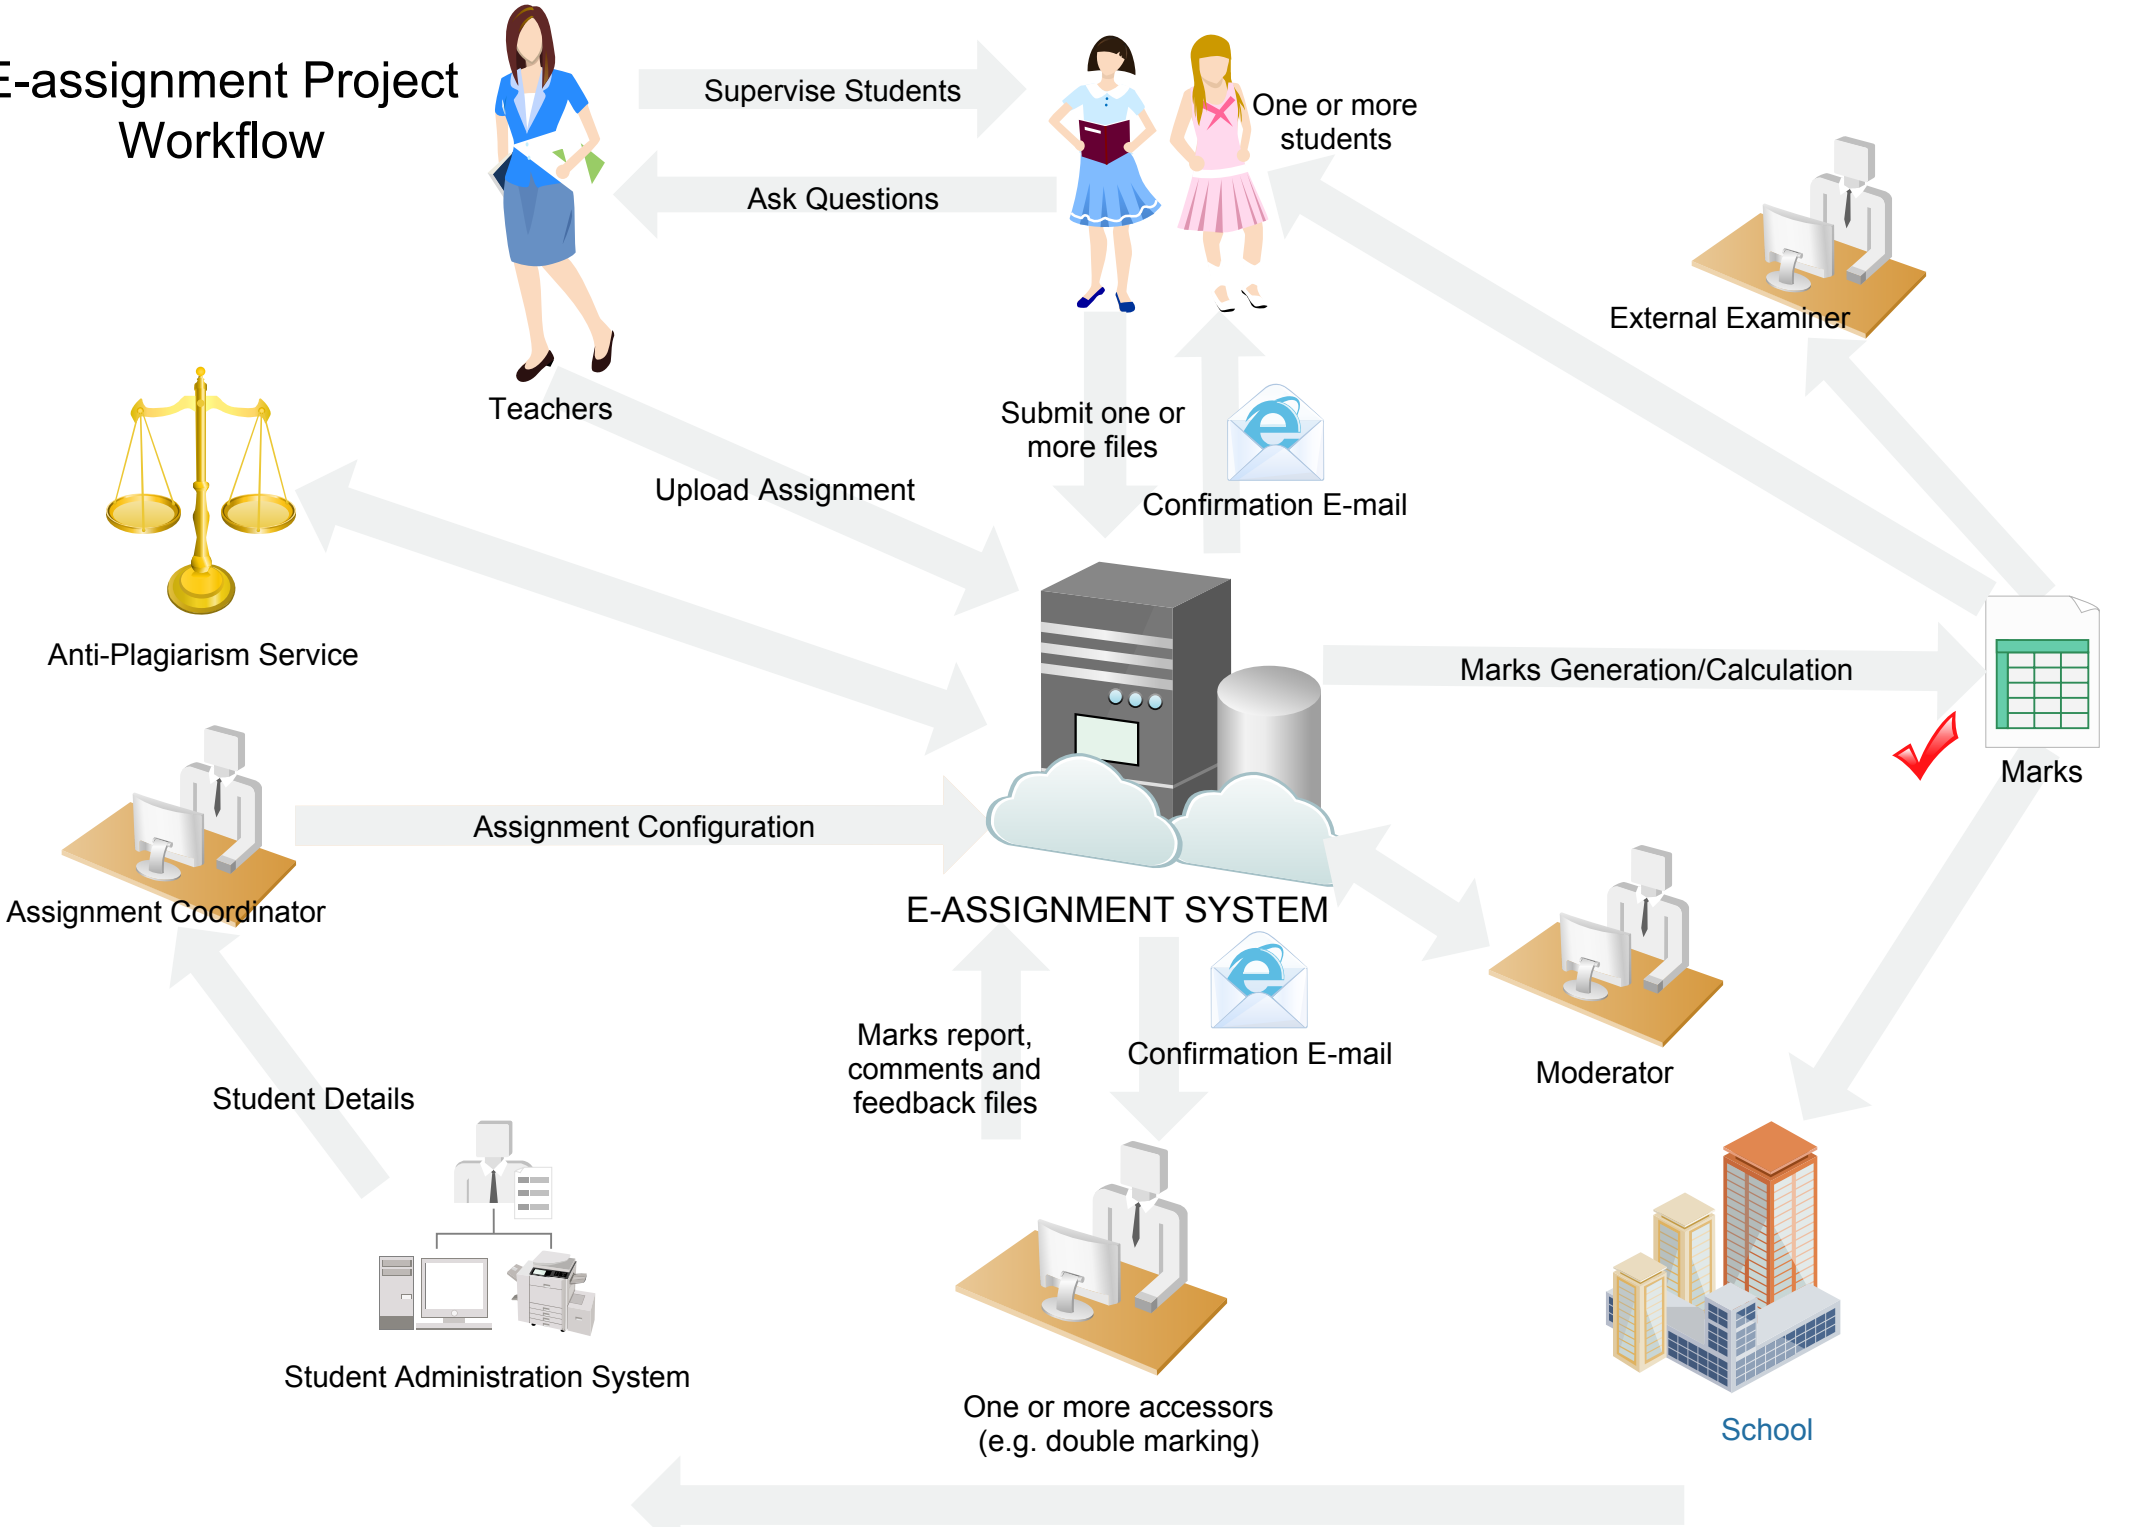 E-assignment Project
Workflow
Supervise Students
One or more
students
Ask Questions
External Examiner
Teachers
Submit one or
more files
Upload Assignment
Confirmation E-mail
Anti-Plagiarism Service
Marks Generation/Calculation
Marks
Assignment Configuration
Assignment Coordinator
E-ASSIGNMENT SYSTEM
Marks report,
comments and
feedback files
Confirmation E-mail
Moderator
Student Details
Student Administration System
One or more accessors
(e.g. double marking)
School